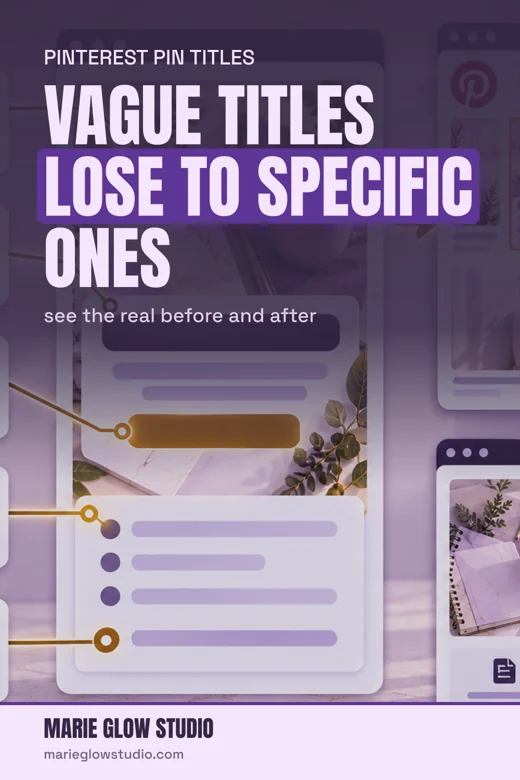 PINTEREST PIN TITLES
VAGUE TITLES
LOSE TO SPECIFIC
ONES
see the real before and after
MARIE GLOW STUDIO
marieglowstudio.com